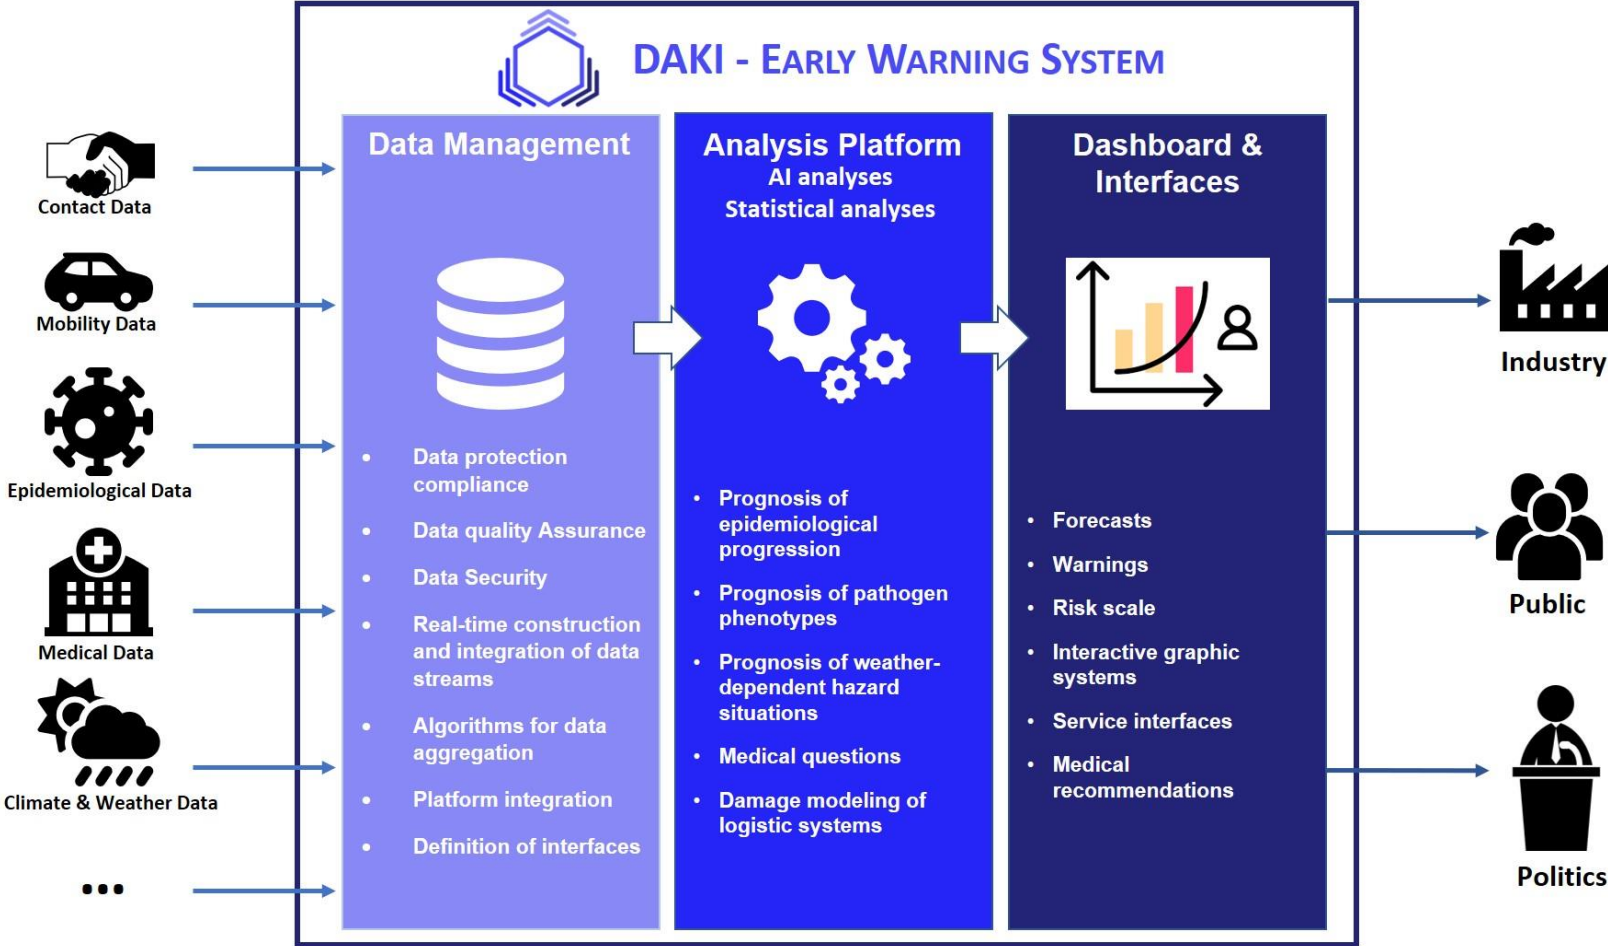 DAKI - EARLY WARNING SYSTEM
Contact Data
Mobility Data
Epidemiological Data
Medical Data
Climate & Weather Data
...
Data Management
• Data protection
compliance
• Data quality Assurance
• Data Security
• Real-time construction
and integration of data
streams
• Algorithms for data
aggregation
• Platform integration
• Definition of interfaces
Analysis Platform
AI analyses
Statistical analyses
• Prognosis of
epidemiological
progression
• Prognosis of pathogen
phenotypes
• Prognosis of weather-
dependent hazard
situations
• Medical questions
• Damage modeling of
logistic systems
Dashboard &
Interfaces
• Forecasts
• Warnings
• Risk scale
• Interactive graphic
systems
• Service interfaces
• Medical
recommendations
Industry
Public
Politics